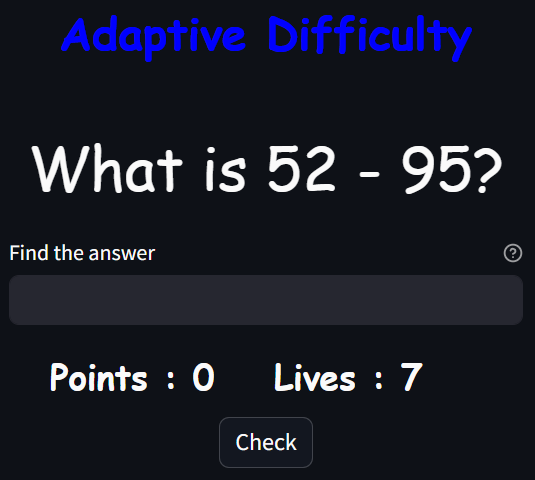 Adaptive Difficulty
What is 52 - 95?
Find the answer
Points : 0 Lives : 7
Check